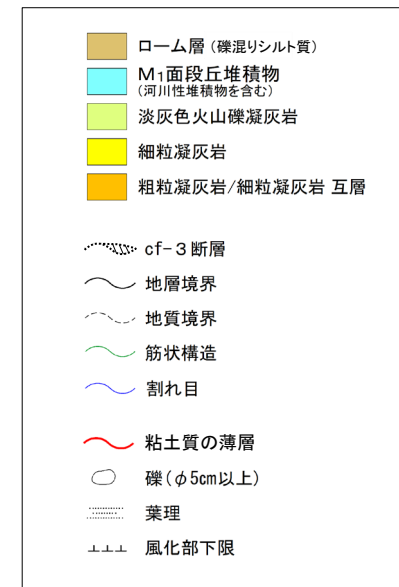 ローム層（礫混りシルト質）
M1面段丘堆積物
（河川性堆積物を含む）
淡灰色火山礫凝灰岩
細粒凝灰岩
粗粒凝灰岩/細粒凝灰岩 互層
cf-3断層
地層境界
地質境界
筋状構造
割れ目
粘土質の薄層
礫（φ5cm以上）
葉理
風化部下限